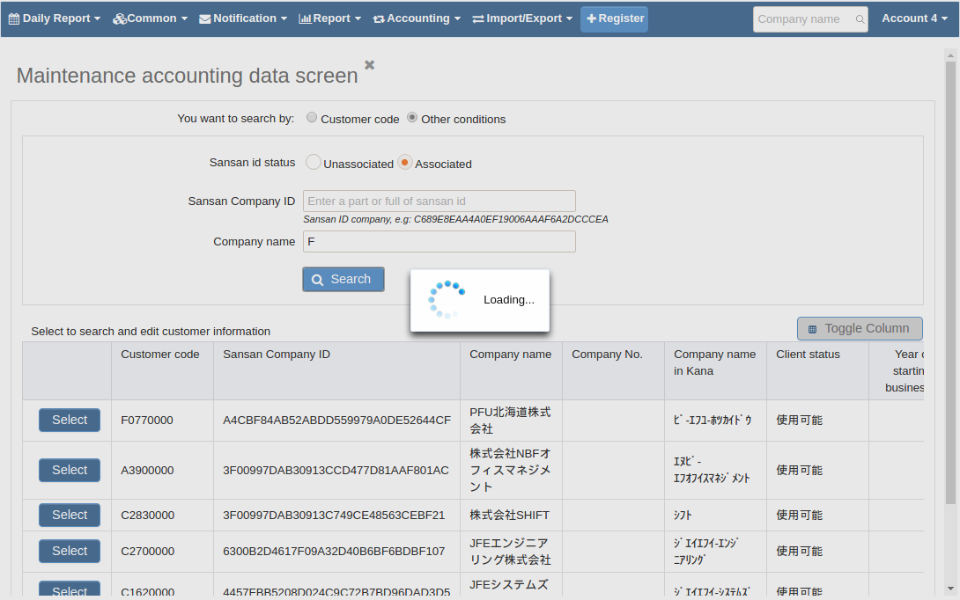 Daily Report Common Notification Report Accounting Import/Export Register Company name Account 4
Maintenance accounting data screen
You want to search by: Customer code Other conditions
Sansan id status Unassociated Associated
Sansan Company ID Enter a part or full of sansan id
Sansan ID company, e.g: C689E8EAA4A0EF19006AAAF6A2DCCCEA
Company name F
Search
Loading...
Select to search and edit customer information
Toggle Column
Customer code Sansan Company ID Company name Company No. Company name Client status Year
in Kana
Select F0770000 A4CBF84AB52ABDD559979A0DE52644CF PFU北海道株式 ﾋﾟ-ｴﾌﾕ-ﾎﾂｶｲﾄﾞｳ 使用可能
会社
Select A3900000 3F00997DAB30913CCD477D81AAF801AC 株式会社NBFオ ｴﾇﾋﾞ- 使用可能
フィスマネジメ ｴﾌｵﾌｲｽﾏﾈｼﾞﾒﾝﾄ
ント
Select C2830000 3F00997DAB30913C749CE48563CEBF21 株式会社SHIFT ｼﾌﾄ 使用可能
Select C2700000 6300B2D4617F09A32D40B6BF6BDBF107 JFEエンジニア ｼﾞｴｲｴﾌｲ-ｴﾝｼﾞ 使用可能
リング株式会社 ﾆｱﾘﾝｸﾞ
Select C1620000 4457FBB5208D024C9C72B7BD96DAD3D5 JFEシステムズ ｼﾞｴｲｴﾌｲ-ｼｽﾃﾑｽﾞ 使用可能